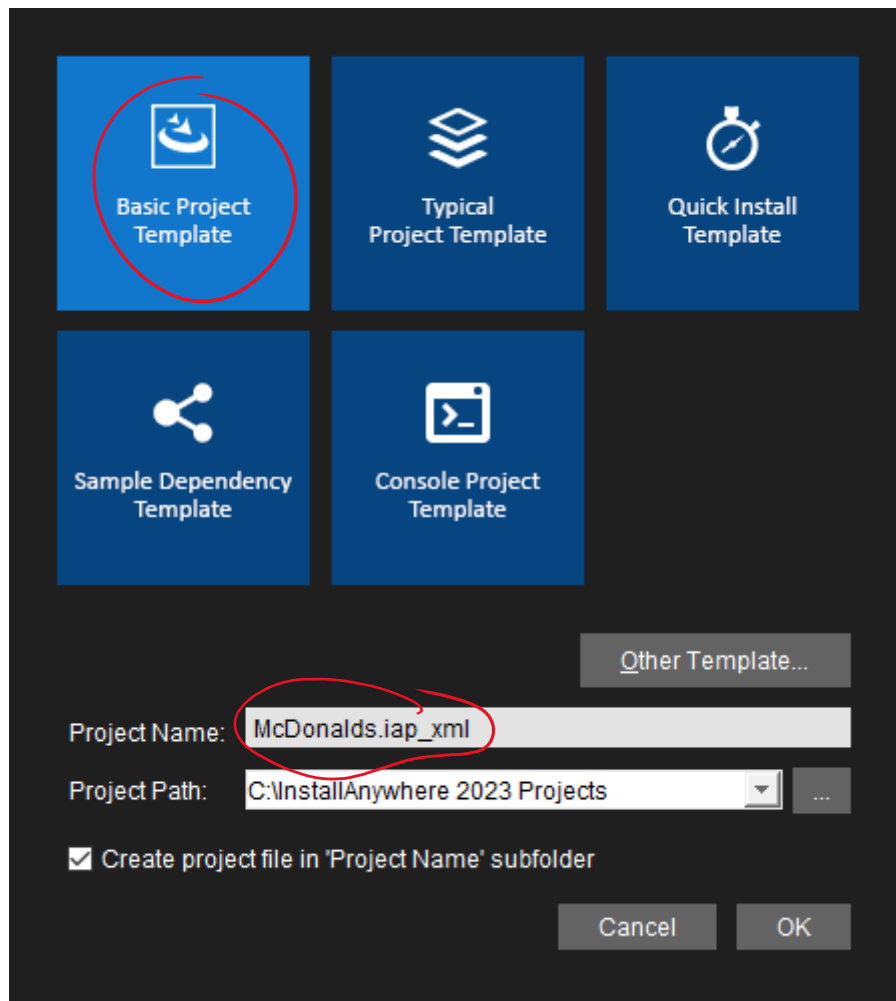 Basic Project
Template
Typical
Project Template
Quick Install
Template
Sample Dependency
Template
Console Project
Template
Other Template...
Project Name: McDonalds.iap_xml
Project Path: C:\InstallAnywhere 2023 Projects ...
Create project file in 'Project Name' subfolder
Cancel OK